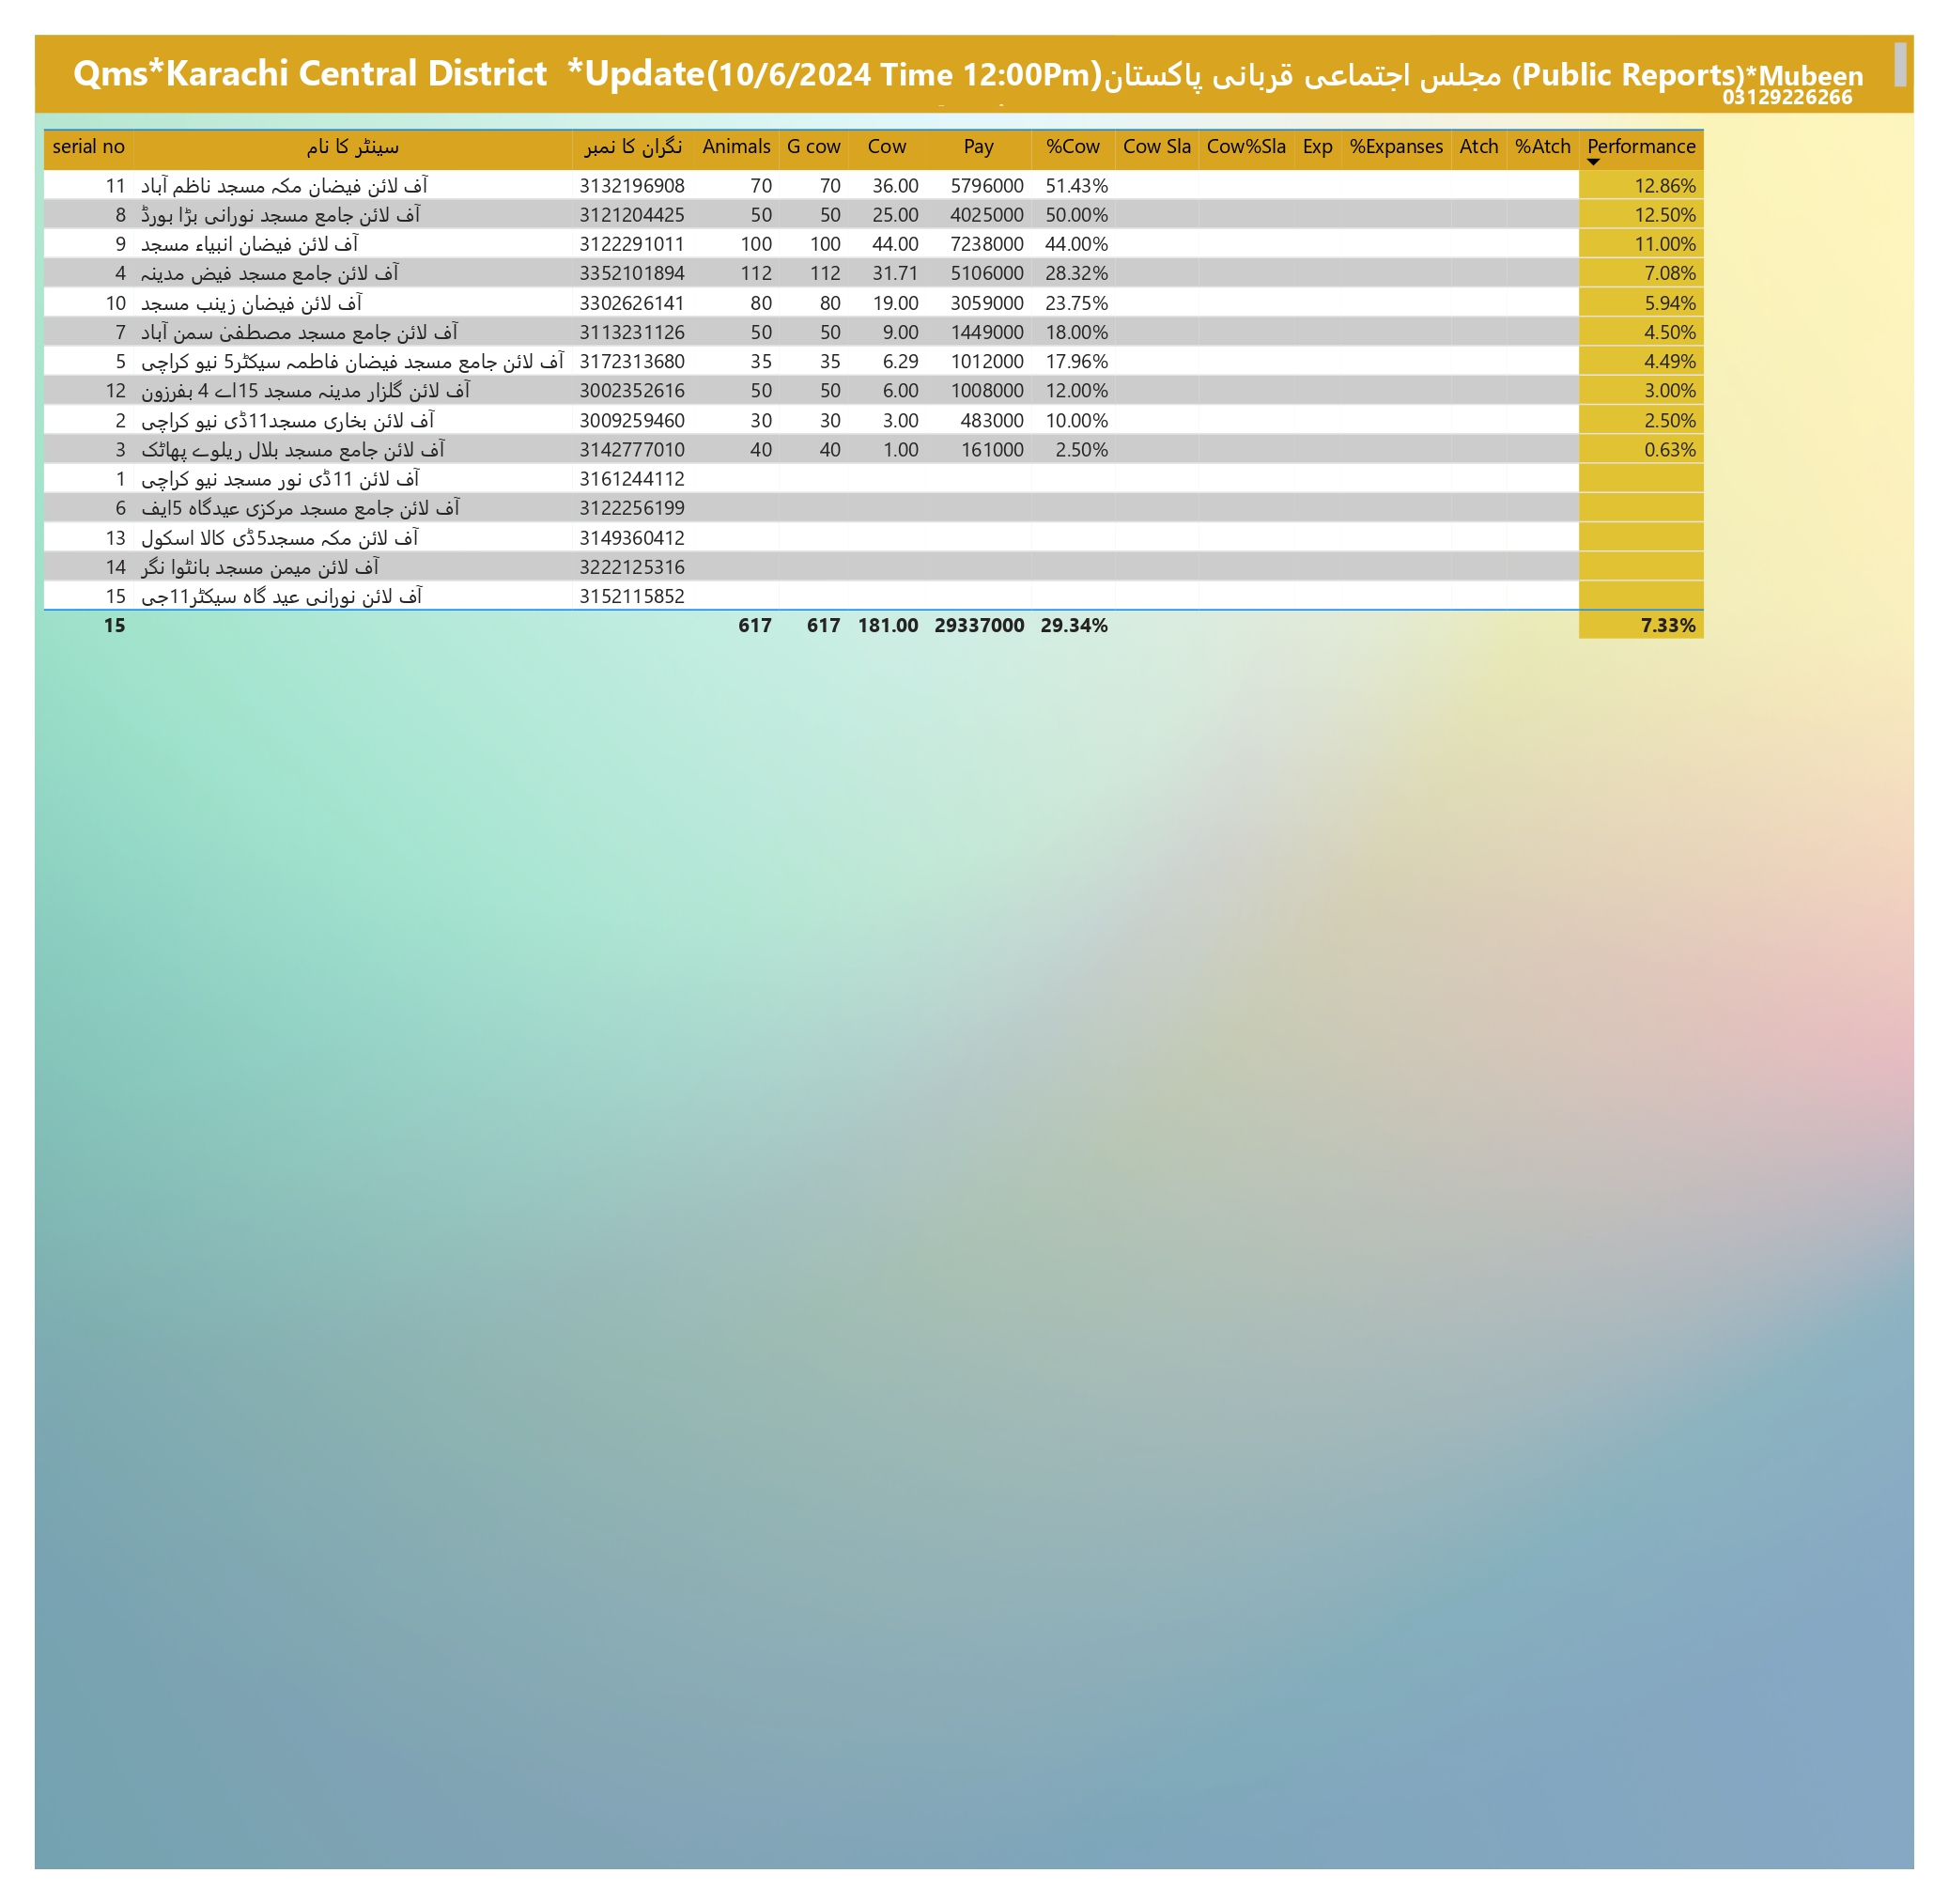 Qms*Karachi Central District *Update(10/6/2024 Time 12:00Pm)مجلس اجتماعی قربانی پاکستان (Public Reports)*Mubeen
03129226266
serial no سینٹر کا نام نگران کا نمبر Animals G cow Cow Pay %Cow Cow Sla Cow%Sla Exp %Expanses Atch %Atch Performance
11 آف لائن فیضان مکہ مسجد ناظم آباد 3132196908 70 70 36.00 5796000 51.43% 12.86%
8 آف لائن جامع مسجد نورانی بڑا بورڈ 3121204425 50 50 25.00 4025000 50.00% 12.50%
9 آف لائن فیضان انبیاء مسجد 3122291011 100 100 44.00 7238000 44.00% 11.00%
4 آف لائن جامع مسجد فیض مدینہ 3352101894 112 112 31.71 5106000 28.32% 7.08%
10 آف لائن فیضان زینب مسجد 3302626141 80 80 19.00 3059000 23.75% 5.94%
7 آف لائن جامع مسجد مصطفیٰ سمن آباد 3113231126 50 50 9.00 1449000 18.00% 4.50%
5 آف لائن جامع مسجد فیضان فاطمہ سیکٹر5 نیو کراچی 3172313680 35 35 6.29 1012000 17.96% 4.49%
12 آف لائن گلزار مدینہ مسجد 15اے 4 بفرزون 3002352616 50 50 6.00 1008000 12.00% 3.00%
2 آف لائن بخاری مسجد11ڈی نیو کراچی 3009259460 30 30 3.00 483000 10.00% 2.50%
3 آف لائن جامع مسجد بلال ریلوے پھاٹک 3142777010 40 40 1.00 161000 2.50% 0.63%
1 آف لائن 11ڈی نور مسجد نیو کراچی 3161244112
6 آف لائن جامع مسجد مرکزی عیدگاہ 5ایف 3122256199
13 آف لائن مکہ مسجد5ڈی کالا اسکول 3149360412
14 آف لائن میمن مسجد بانٹوا نگر 3222125316
15 آف لائن نورانی عید گاہ سیکٹر11جی 3152115852
15 617 617 181.00 29337000 29.34% 7.33%